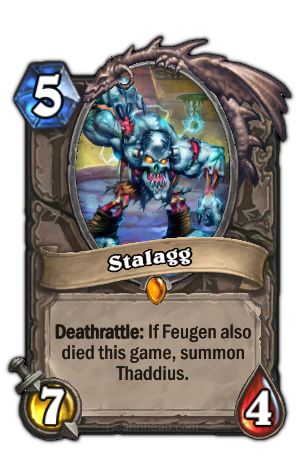 5
Stalagg
Deathrattle: If Feugen also
died this game, summon
Thaddius.
7
4